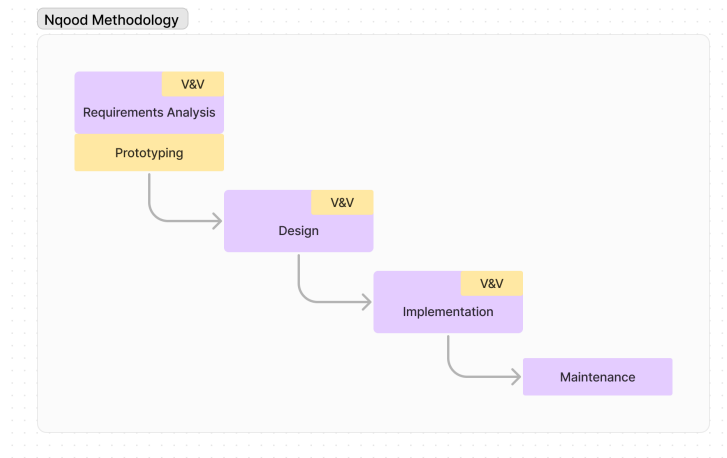 Nqood Methodology
V&V
Requirements Analysis
Prototyping
V&V
Design
V&V
Implementation
Maintenance